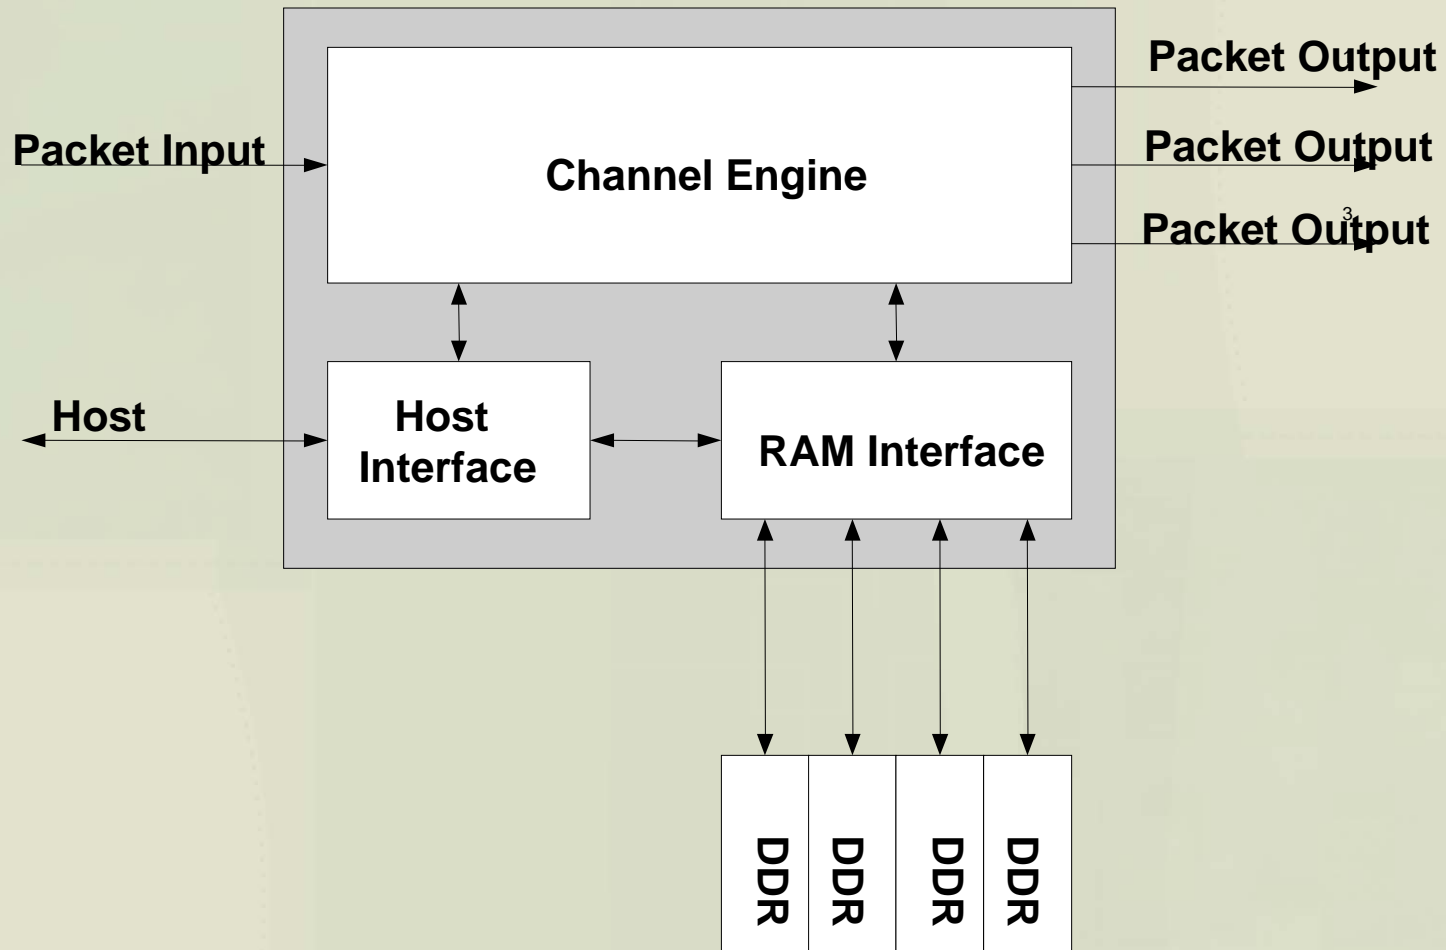 Packet Output
Packet Input
Channel Engine
Packet Output
3
Packet Output
Host
Host
Interface
RAM Interface
DDR
DDR
DDR
DDR